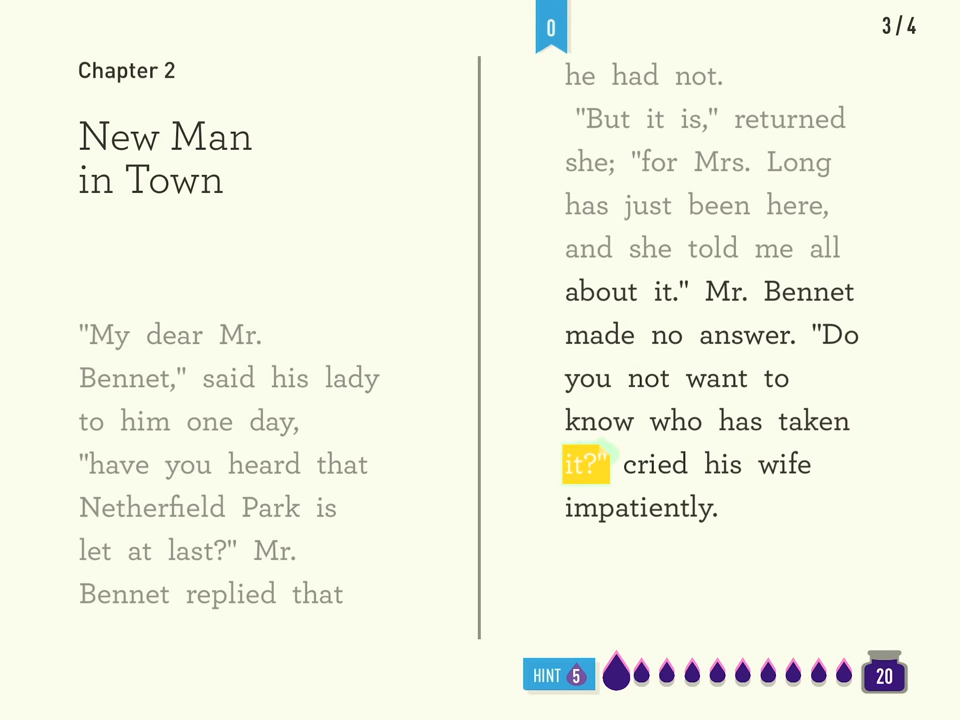 0
3 / 4
Chapter 2
New Man
in Town
"My dear Mr.
Bennet," said his lady
to him one day,
"have you heard that
Netherfield Park is
let at last?" Mr.
Bennet replied that
he had not.
"But it is," returned
she; "for Mrs. Long
has just been here,
and she told me all
about it." Mr. Bennet
made no answer. "Do
you not want to
know who has taken
it?" cried his wife
impatiently.
HINT 5
20